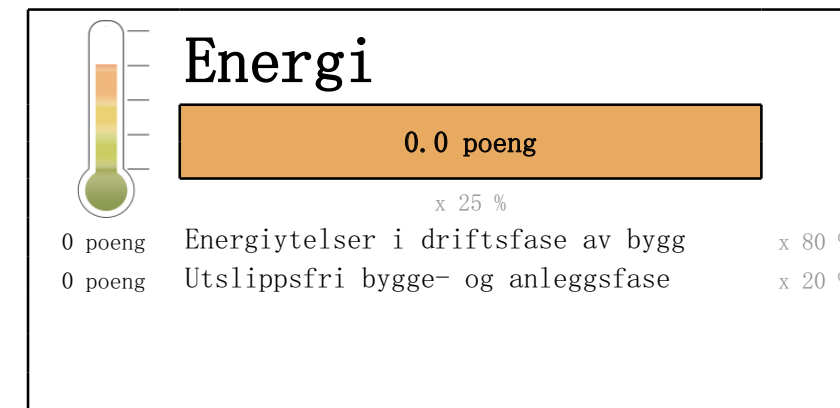 Energi
0.0 poeng
x 25 %
0 poeng Energiytelser i driftsfase av bygg x 80
0 poeng Utslippsfri bygge- og anleggsfase x 20